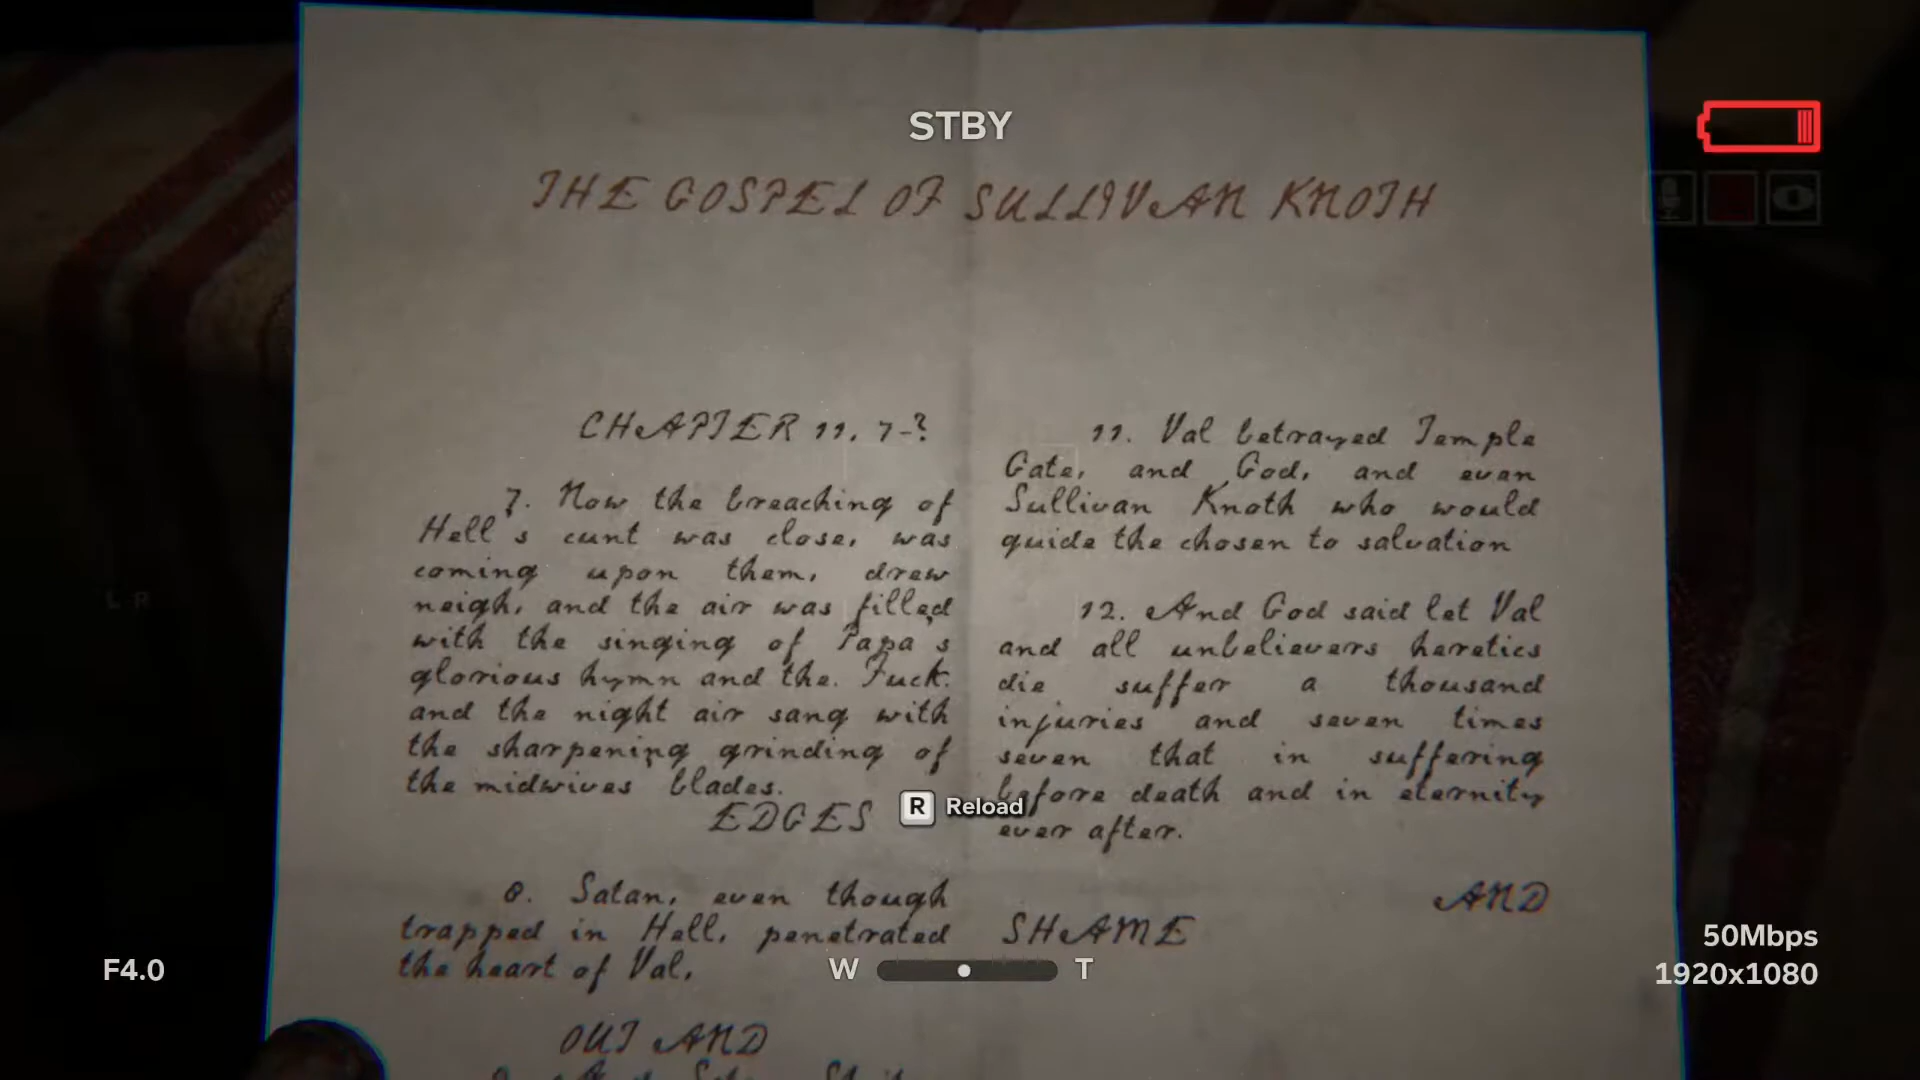 STBY
THE GOSPEL OF SULLIVAN KNOTH
CHAPTER 11. 7-?
7. Now the breaching of
Hell's cunt was close, was
coming upon them, drew
neigh, and the air was filled
with the singing of Papa's
glorious hymn and the. Fuck.
and the night air sang with
the sharpening grinding of
the midwives blades.
EDGES
8. Satan, even though
trapped in Hell, penetrated
the heart of Val.
OUT AND
11. Val betrayed Temple
Gate, and God, and even
Sullivan Knoth who would
guide the chosen to salvation
12. And God said let Val
and all unbelievers heretics
die suffer a thousand
injuries and seven times
seven that in suffering
before death and in eternity
ever after.
AND
SHAME
R Reload
L R
F4.0
W T
50Mbps
1920x1080